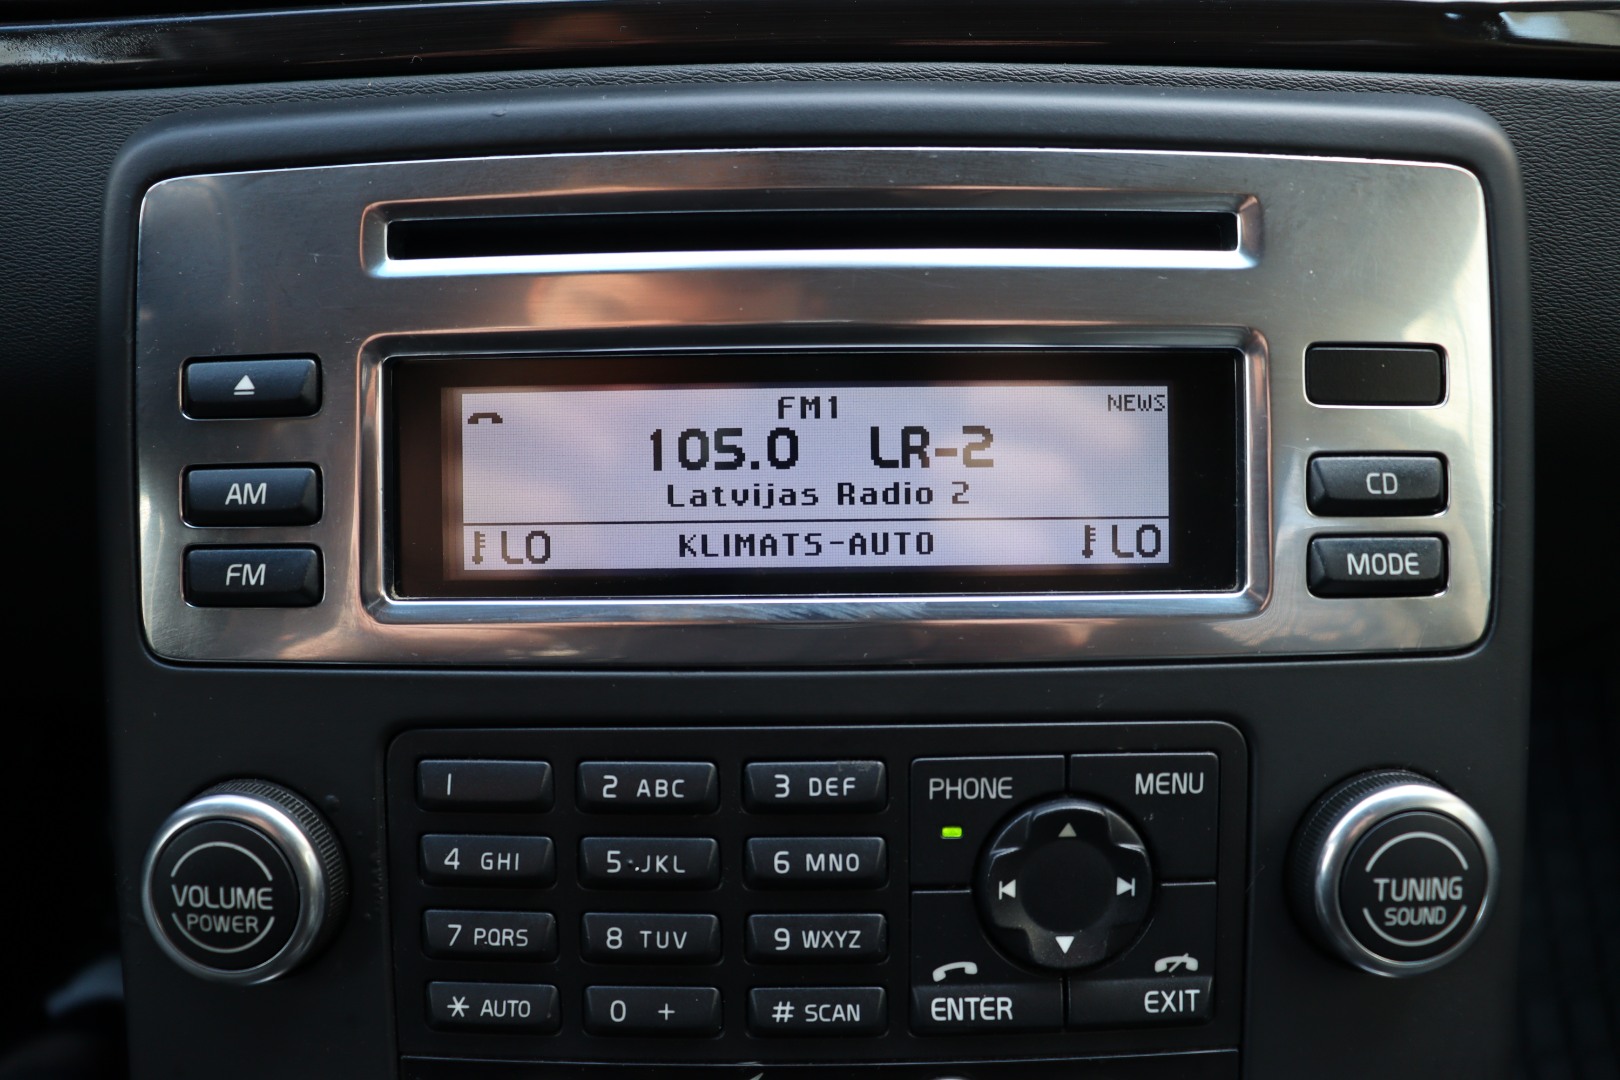 FM1
NEWS
105.0 LR-2
Latvijas Radio 2
LO KLIMATS-AUTO LO
AM
FM
CD
MODE
1
2 ABC
3 DEF
4 GHI
5 JKL
6 MNO
7 PQRS
8 TUV
9 WXYZ
* AUTO
0 +
# SCAN
PHONE
MENU
ENTER
EXIT
VOLUME
POWER
TUNING
SOUND